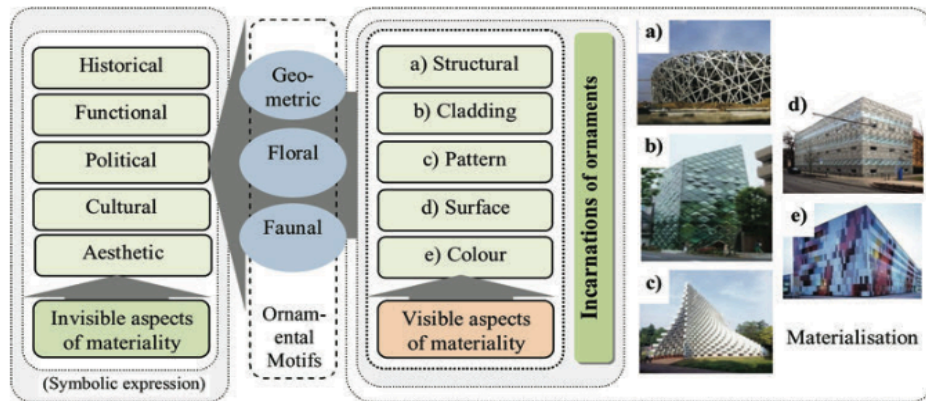 Historical
Functional
Political
Cultural
Aesthetic
Invisible aspects
of materiality
(Symbolic expression)
Geo-
metric
Floral
Faunal
Ornam-
ental
Motifs
a) Structural
b) Cladding
c) Pattern
d) Surface
e) Colour
Visible aspects
of materiality
Incarnations of ornaments
a)
b)
c)
d)
e)
Materialisation